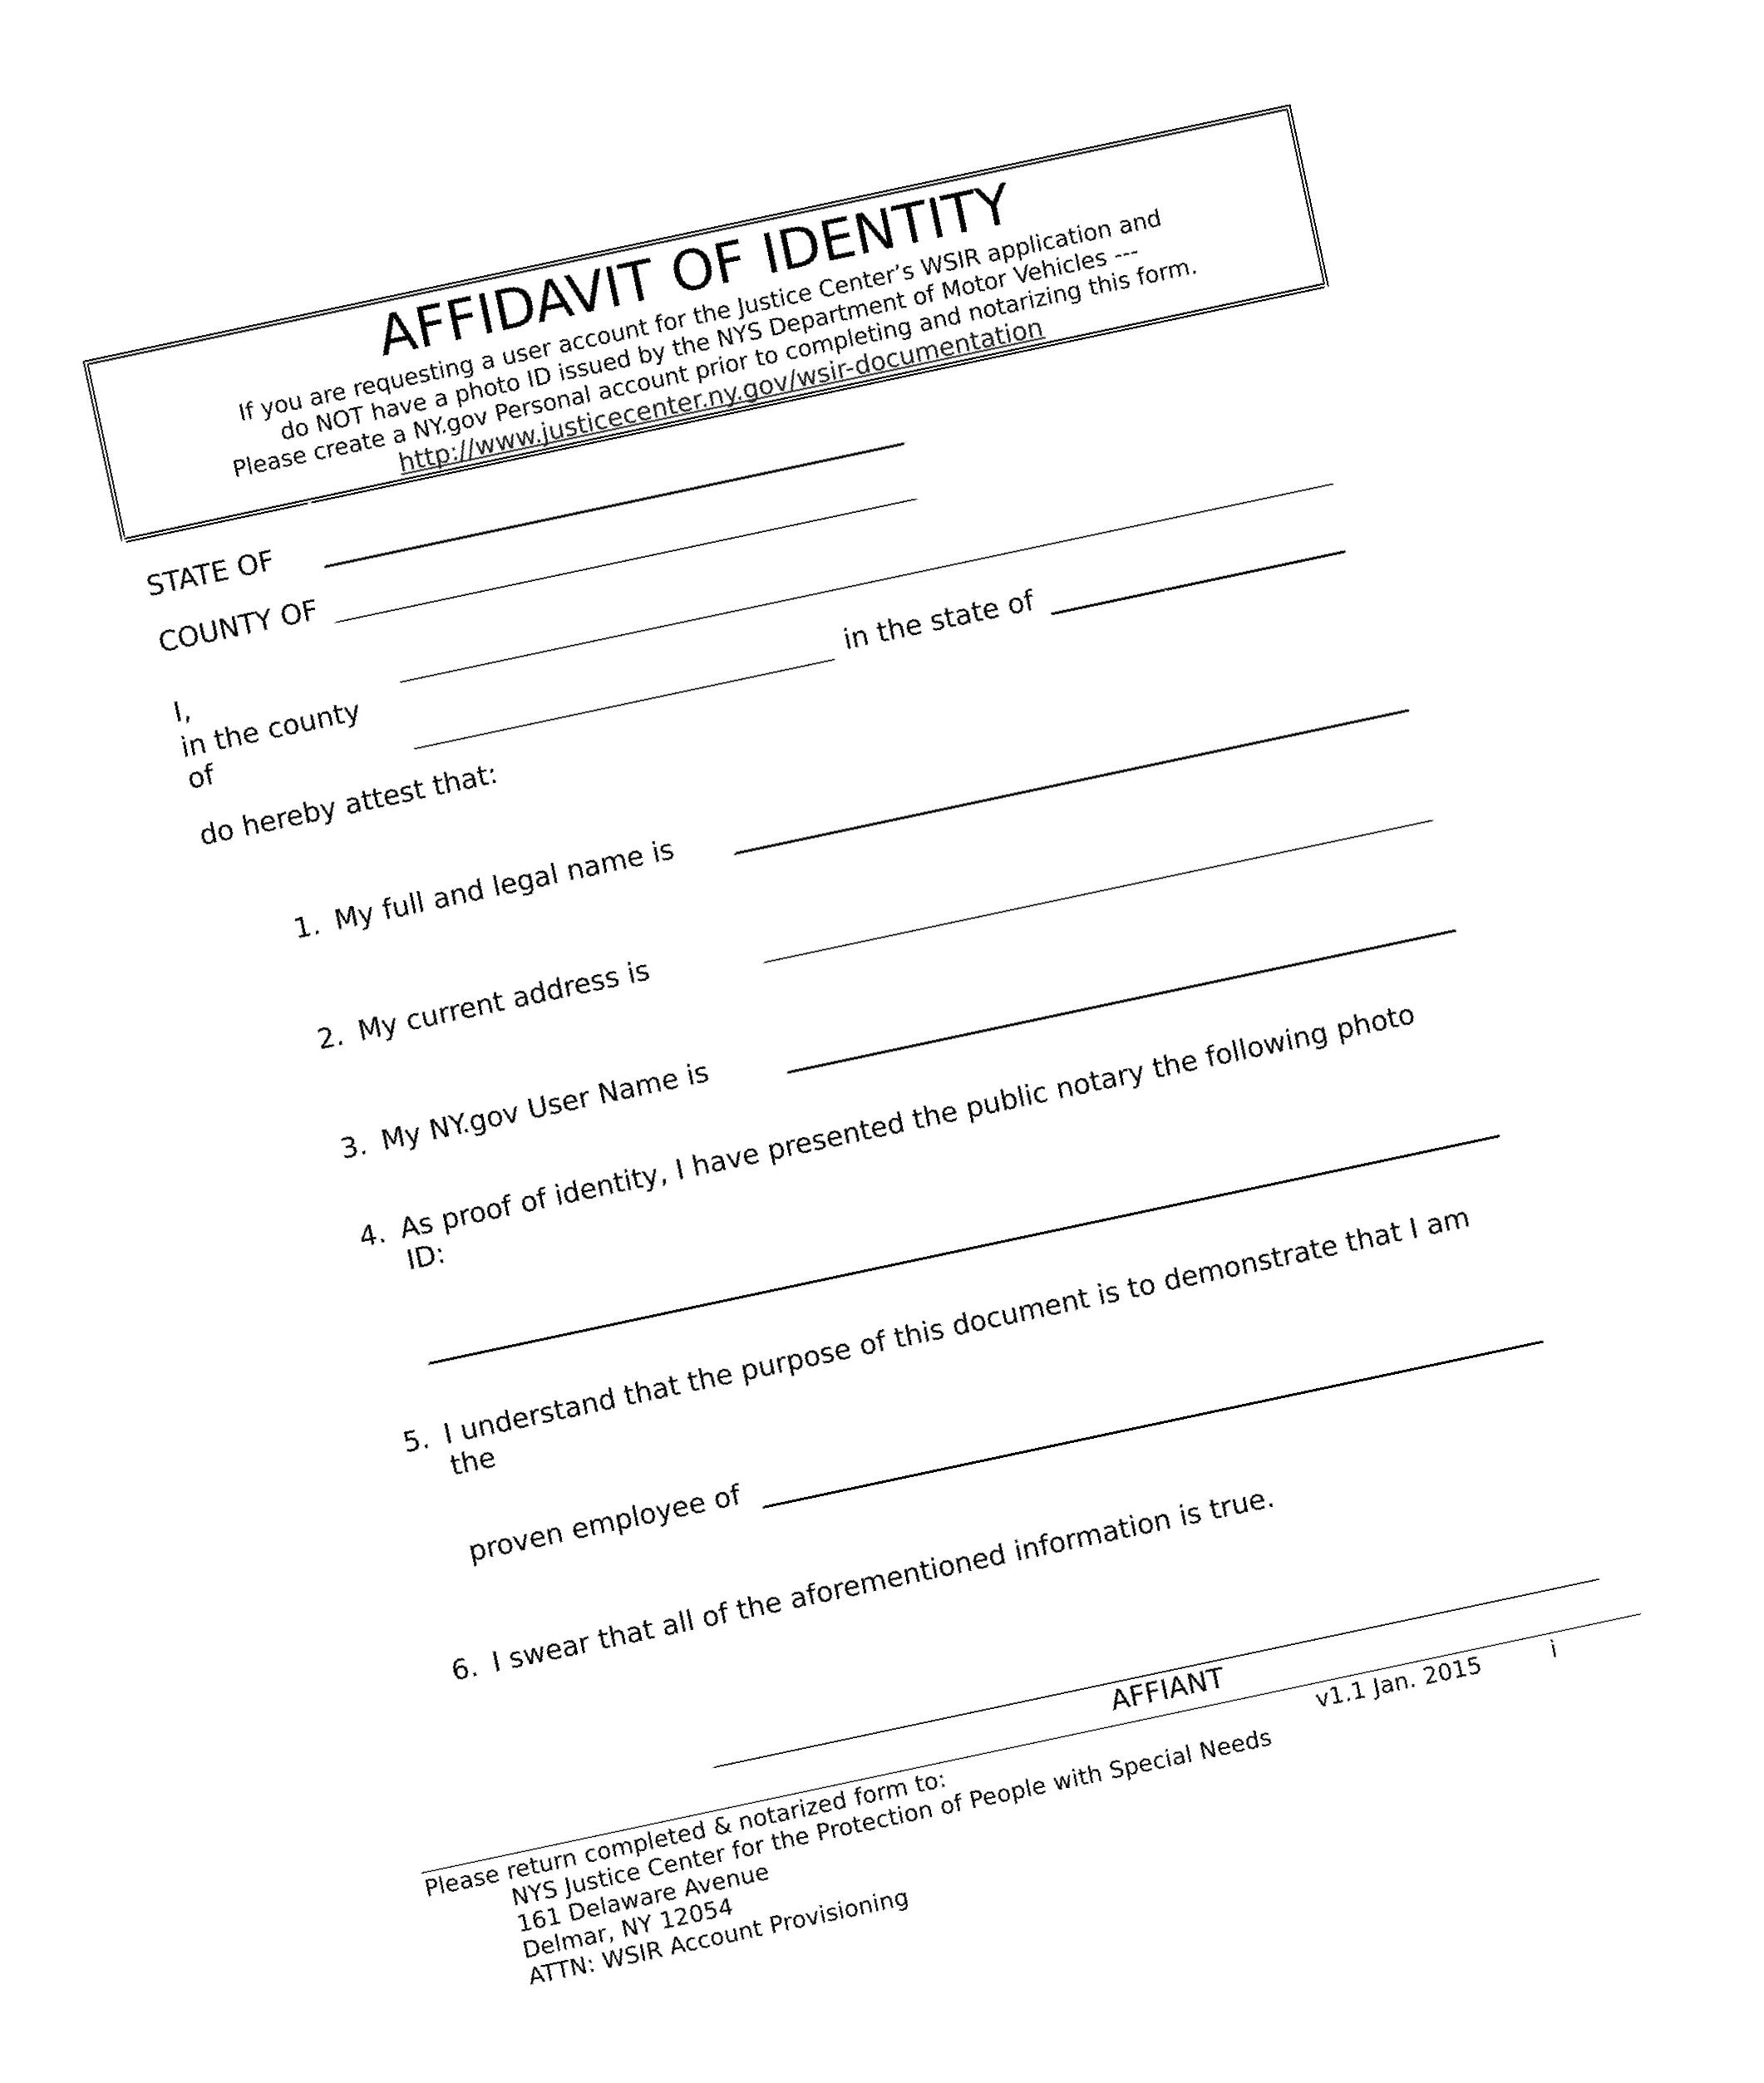 AFFIDAVIT OF IDENTITY
If you are requesting a user account for the Justice Center’s WSIR application and
do NOT have a photo ID issued by the NYS Department of Motor Vehicles ---
Please create a NY.gov Personal account prior to completing and notarizing this form.
http://www.justicecenter.ny.gov/wsir-documentation
STATE OF
COUNTY OF
I,
in the county
of
in the state of
do hereby attest that:
1. My full and legal name is
2. My current address is
3. My NY.gov User Name is
4. As proof of identity, I have presented the public notary the following photo
ID:
5. I understand that the purpose of this document is to demonstrate that I am
the
proven employee of
6. I swear that all of the aforementioned information is true.
AFFIANT
Please return completed & notarized form to: v1.1 Jan. 2015 i
NYS Justice Center for the Protection of People with Special Needs
161 Delaware Avenue
Delmar, NY 12054
ATTN: WSIR Account Provisioning